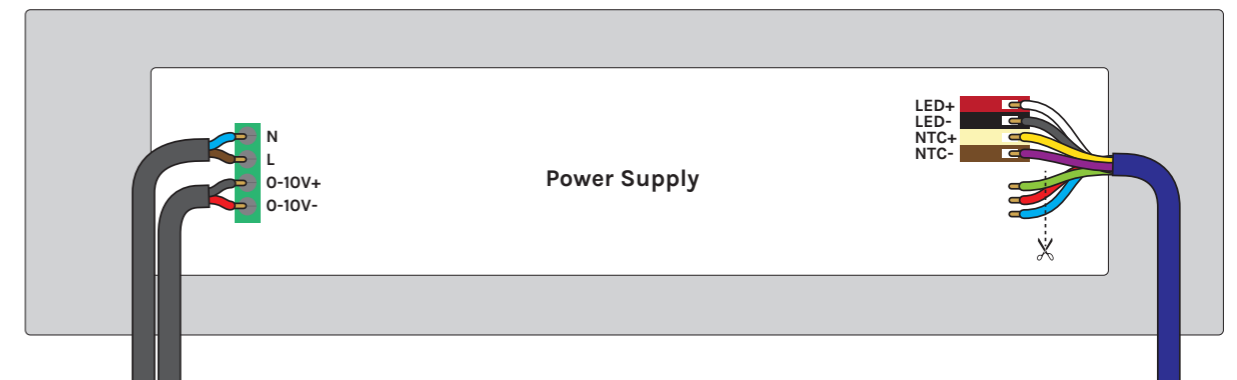 LED+
LED-
NTC+
NTC-
N
L
0-10V+
0-10V-
Power Supply